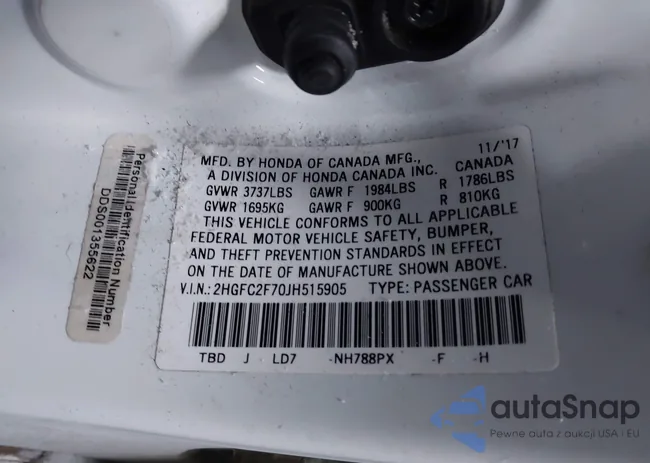 11/'17
MFD. BY HONDA OF CANADA MFG.,
A DIVISION OF HONDA CANADA INC. CANADA
GVWR 3737LBS GAWR F 1984LBS R 1786LBS
GVWR 1695KG GAWR F 900KG R 810KG
THIS VEHICLE CONFORMS TO ALL APPLICABLE
FEDERAL MOTOR VEHICLE SAFETY, BUMPER,
AND THEFT PREVENTION STANDARDS IN EFFECT
ON THE DATE OF MANUFACTURE SHOWN ABOVE.
V.I.N.: 2HGFC2F70JH515905 TYPE: PASSENGER CAR
TBD J LD7 -NH788PX -F -H
Personal Identification Number
DDS001355622
autaSnap
Pewne auta z aukcji USA i EU